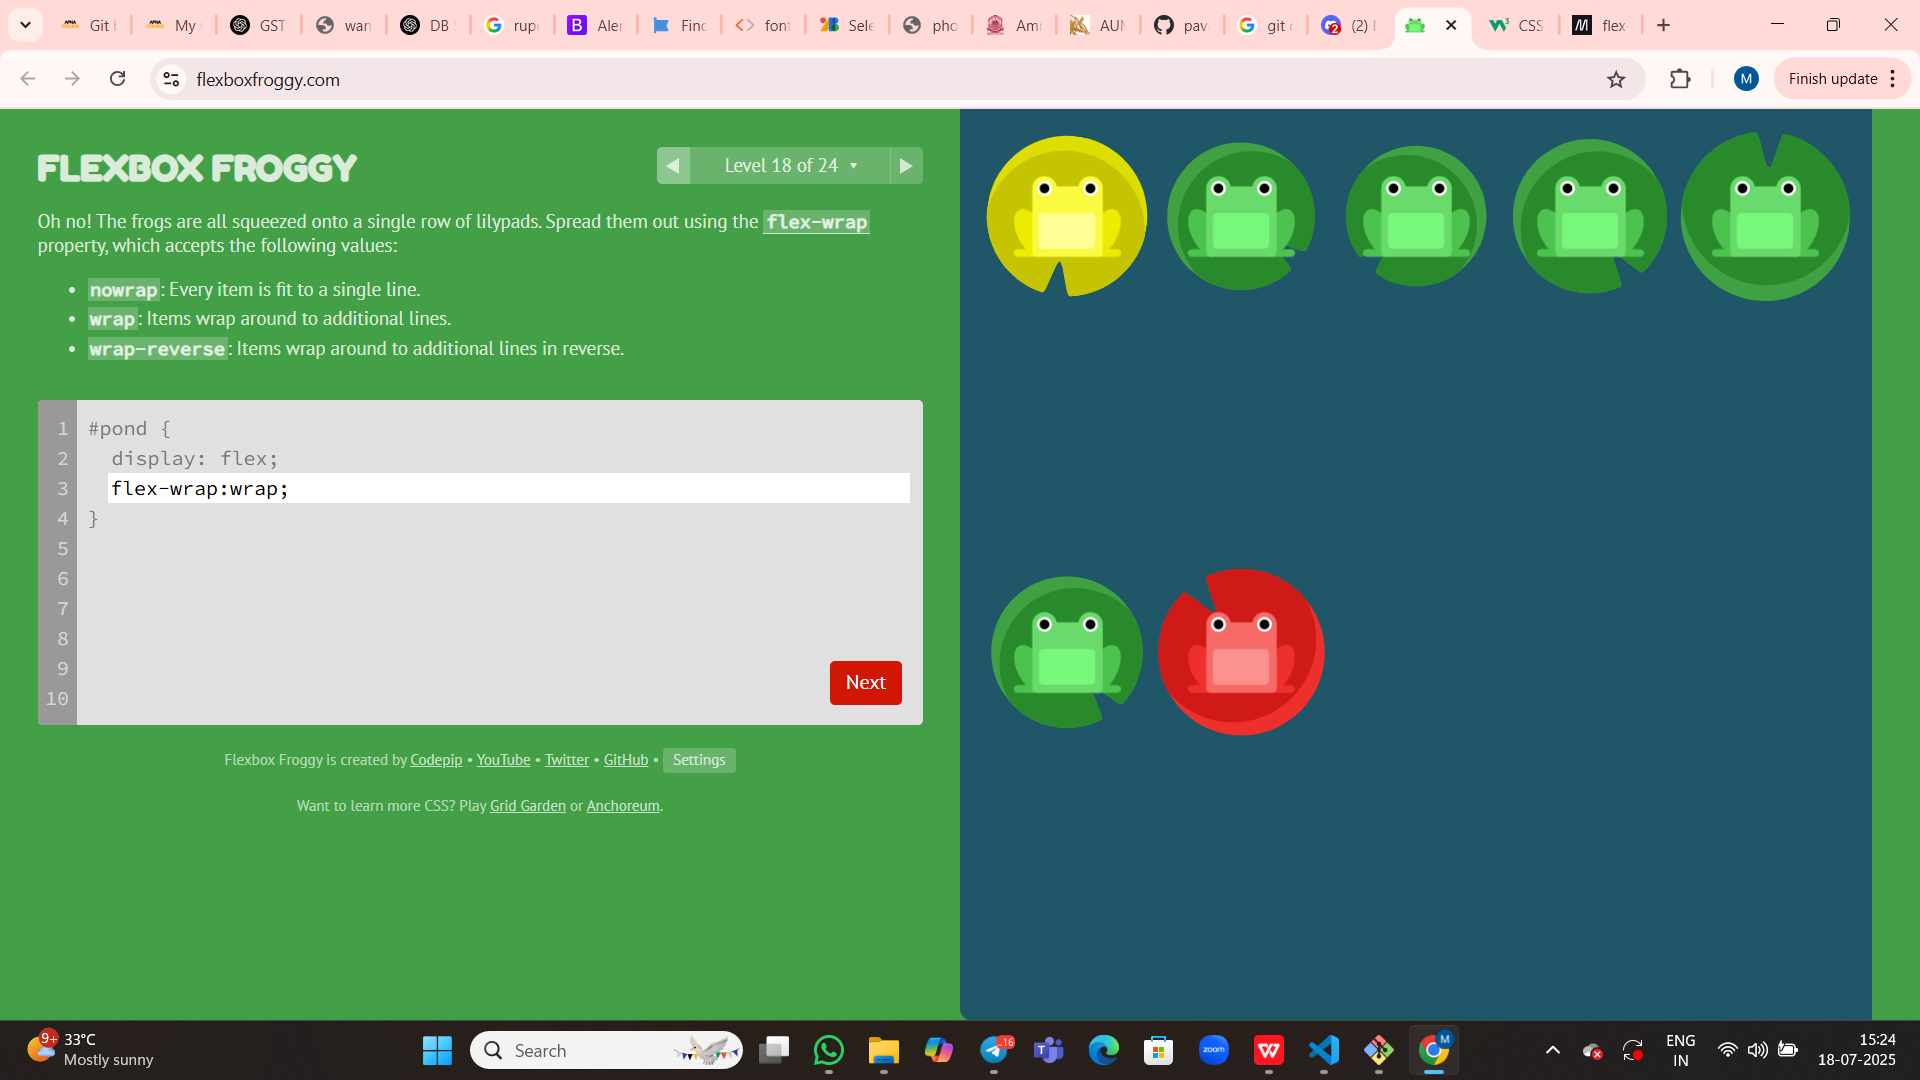 Git h
My
GST
wan
DB
rupe
Aler
Finc
font
Sele
pho
Am
AUM
pava
git
(2)
CSS
flex
flexboxfroggy.com
M
Finish update
FLEXBOX FROGGY
Level 18 of 24
Oh no! The frogs are all squeezed onto a single row of lilypads. Spread them out using the flex-wrap
property, which accepts the following values:
• nowrap: Every item is fit to a single line.
• wrap: Items wrap around to additional lines.
• wrap-reverse: Items wrap around to additional lines in reverse.
1 #pond {
2 display: flex;
3 flex-wrap:wrap;
4 }
5
6
7
8
9
10
Next
Flexbox Froggy is created by Codepip • YouTube • Twitter • GitHub • Settings
Want to learn more CSS? Play Grid Garden or Anchoreum.
9+
33°C
Mostly sunny
Search
16
zoom
M
ENG
IN
15:24
18-07-2025